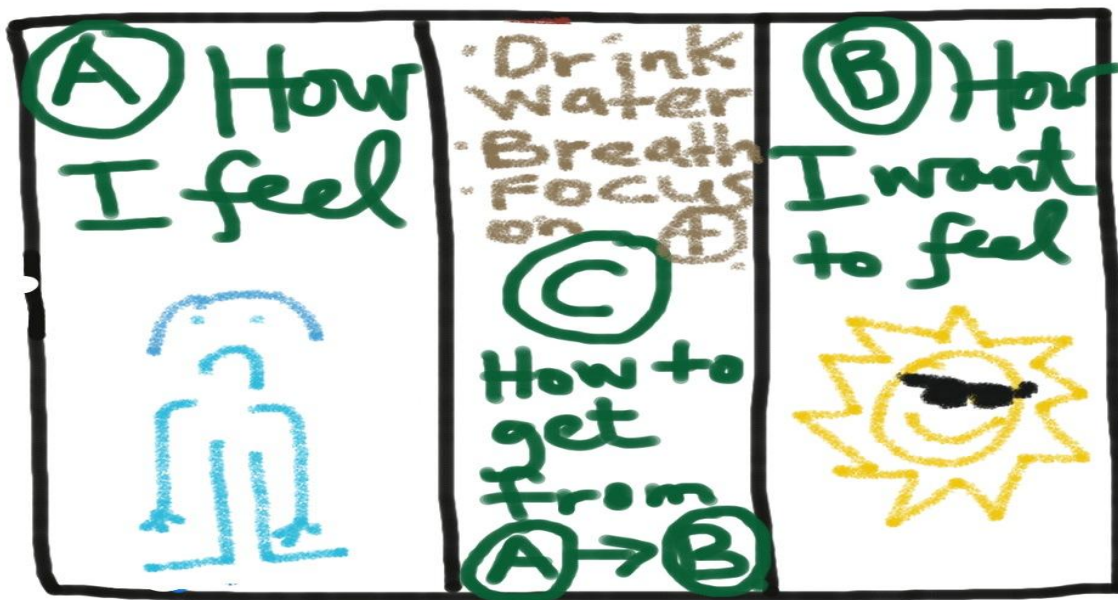 A How
I feel
· Drink
water
· Breath
· Focus
on +
C
How to
get
from
A → B
B How
I want
to feel